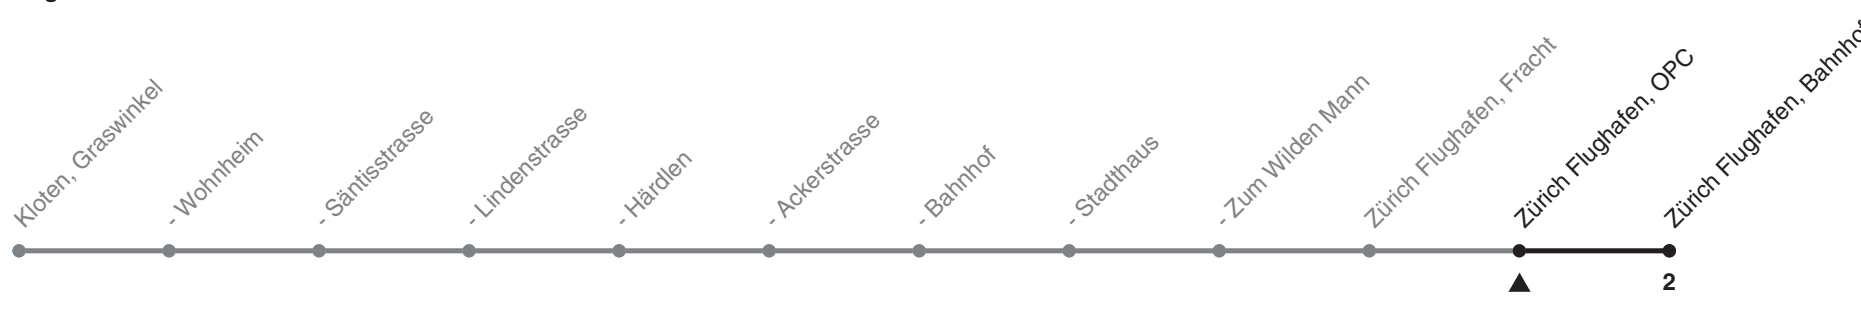 Kloten, Graswinkel
- Wohnheim
- Säntisstrasse
- Lindenstrasse
- Härdlen
- Ackerstrasse
- Bahnhof
- Stadthaus
- Zum Wilden Mann
Zürich Flughafen, Fracht
Zürich Flughafen, OPC
Zürich Flughafen, Bahnhof
2